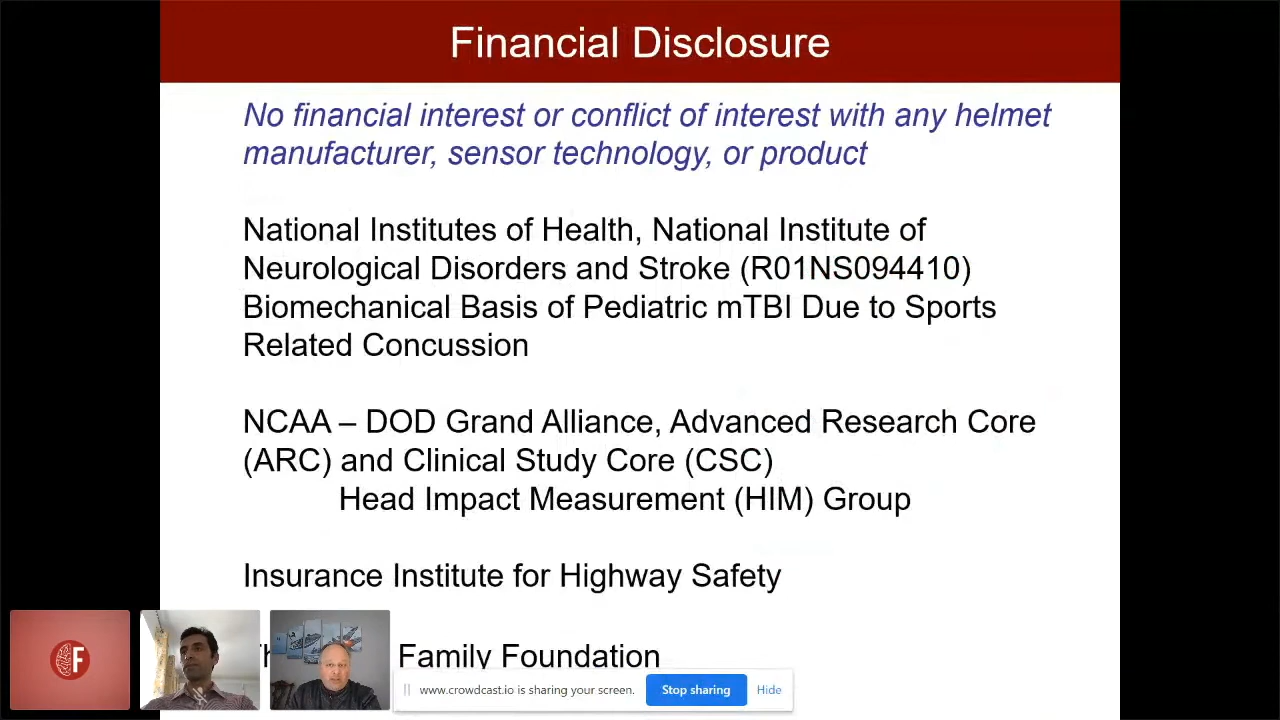 Financial Disclosure
No financial interest or conflict of interest with any helmet
manufacturer, sensor technology, or product
National Institutes of Health, National Institute of
Neurological Disorders and Stroke (R01NS094410)
Biomechanical Basis of Pediatric mTBI Due to Sports
Related Concussion
NCAA – DOD Grand Alliance, Advanced Research Core
(ARC) and Clinical Study Core (CSC)
Head Impact Measurement (HIM) Group
Insurance Institute for Highway Safety
Family Foundation
F
www.crowdcast.io is sharing your screen.
Stop sharing
Hide